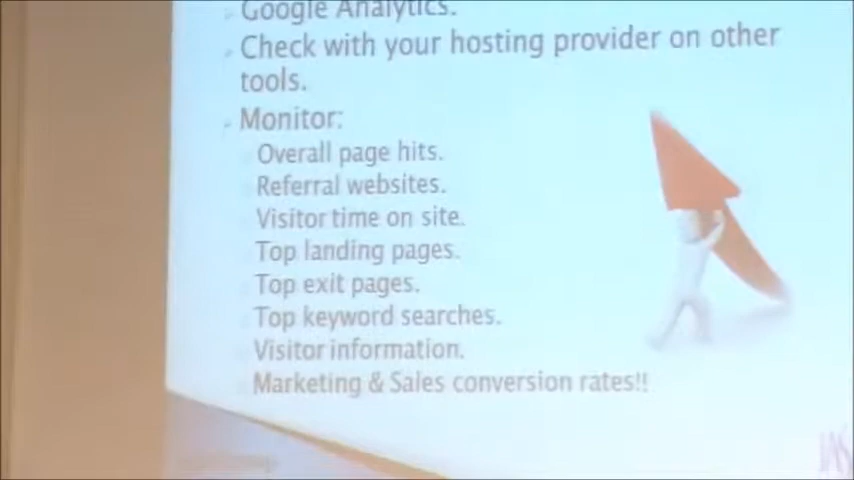 Google Analytics.
Check with your hosting provider on other
tools.
Monitor:
Overall page hits.
Referral websites.
Visitor time on site.
Top landing pages.
Top exit pages.
Top keyword searches.
Visitor information.
Marketing & Sales conversion rates!!